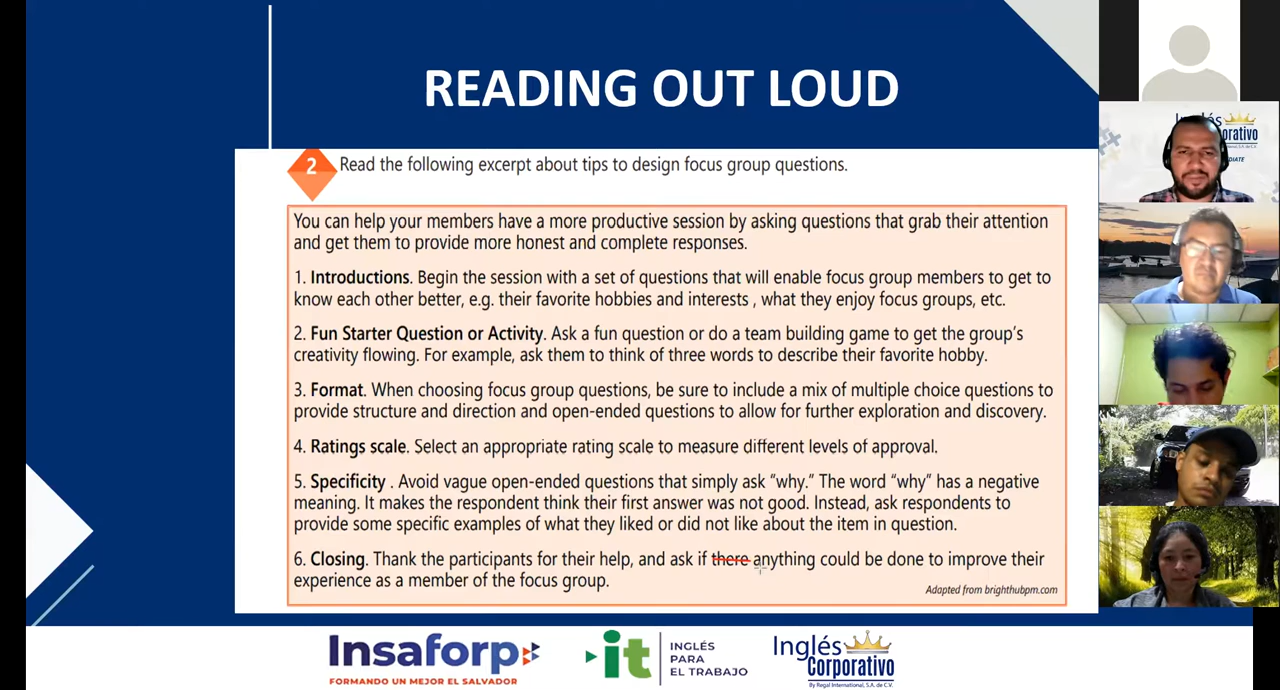 READING OUT LOUD
2 Read the following excerpt about tips to design focus group questions.
You can help your members have a more productive session by asking questions that grab their attention
and get them to provide more honest and complete responses.
1. Introductions. Begin the session with a set of questions that will enable focus group members to get to
know each other better, e.g. their favorite hobbies and interests , what they enjoy focus groups, etc.
2. Fun Starter Question or Activity. Ask a fun question or do a team building game to get the group's
creativity flowing. For example, ask them to think of three words to describe their favorite hobby.
3. Format. When choosing focus group questions, be sure to include a mix of multiple choice questions to
provide structure and direction and open-ended questions to allow for further exploration and discovery.
4. Ratings scale. Select an appropriate rating scale to measure different levels of approval.
5. Specificity . Avoid vague open-ended questions that simply ask "why." The word "why" has a negative
meaning. It makes the respondent think their first answer was not good. Instead, ask respondents to
provide some specific examples of what they liked or did not like about the item in question.
6. Closing. Thank the participants for their help, and ask if there anything could be done to improve their
experience as a member of the focus group.
Adapted from brighthubpm.com
Insaforp
FORMANDO UN MEJOR EL SALVADOR
it
INGLÉS
PARA
EL TRABAJO
Inglés
Corporativo
By Regal International, S.A. de C.V.